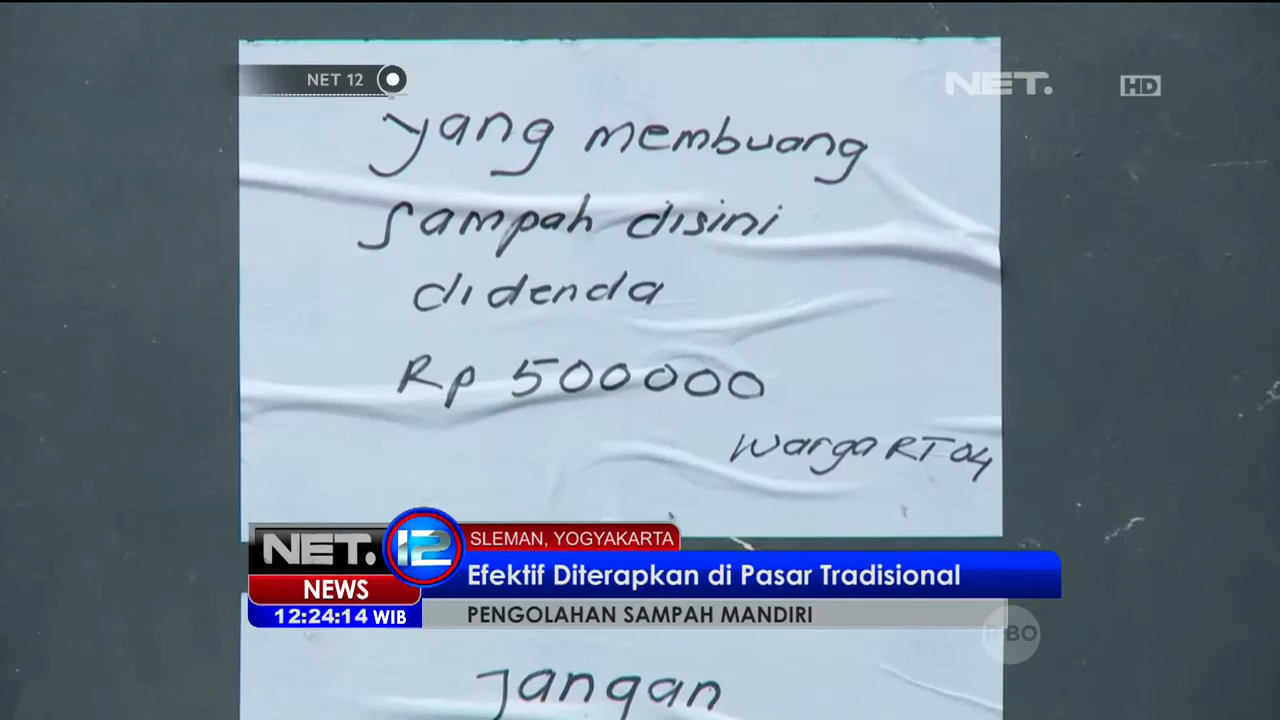 NET 12
NET.
HD
yang membuang
sampah disini
didenda
Rp 500000
Warga RT 04
NET. 12
NEWS
12:24:14 WIB
SLEMAN, YOGYAKARTA
Efektif Diterapkan di Pasar Tradisional
PENGOLAHAN SAMPAH MANDIRI
Jangan